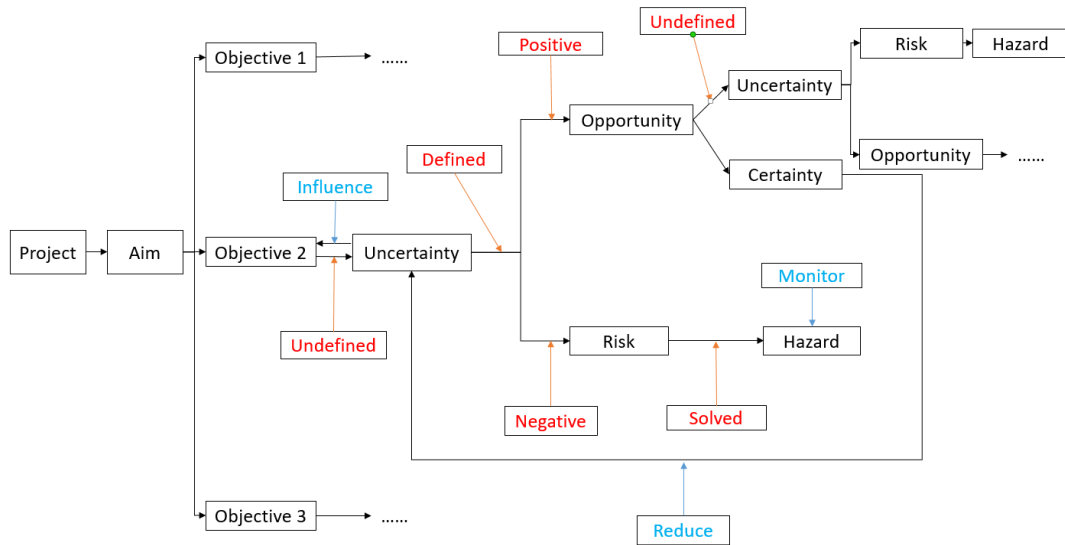 Undefined
Positive
Risk
Hazard
Objective 1
......
Uncertainty
Opportunity
Defined
Opportunity
......
Certainty
Influence
Project
Aim
Objective 2
Uncertainty
Monitor
Undefined
Risk
Hazard
Negative
Solved
Objective 3
......
Reduce